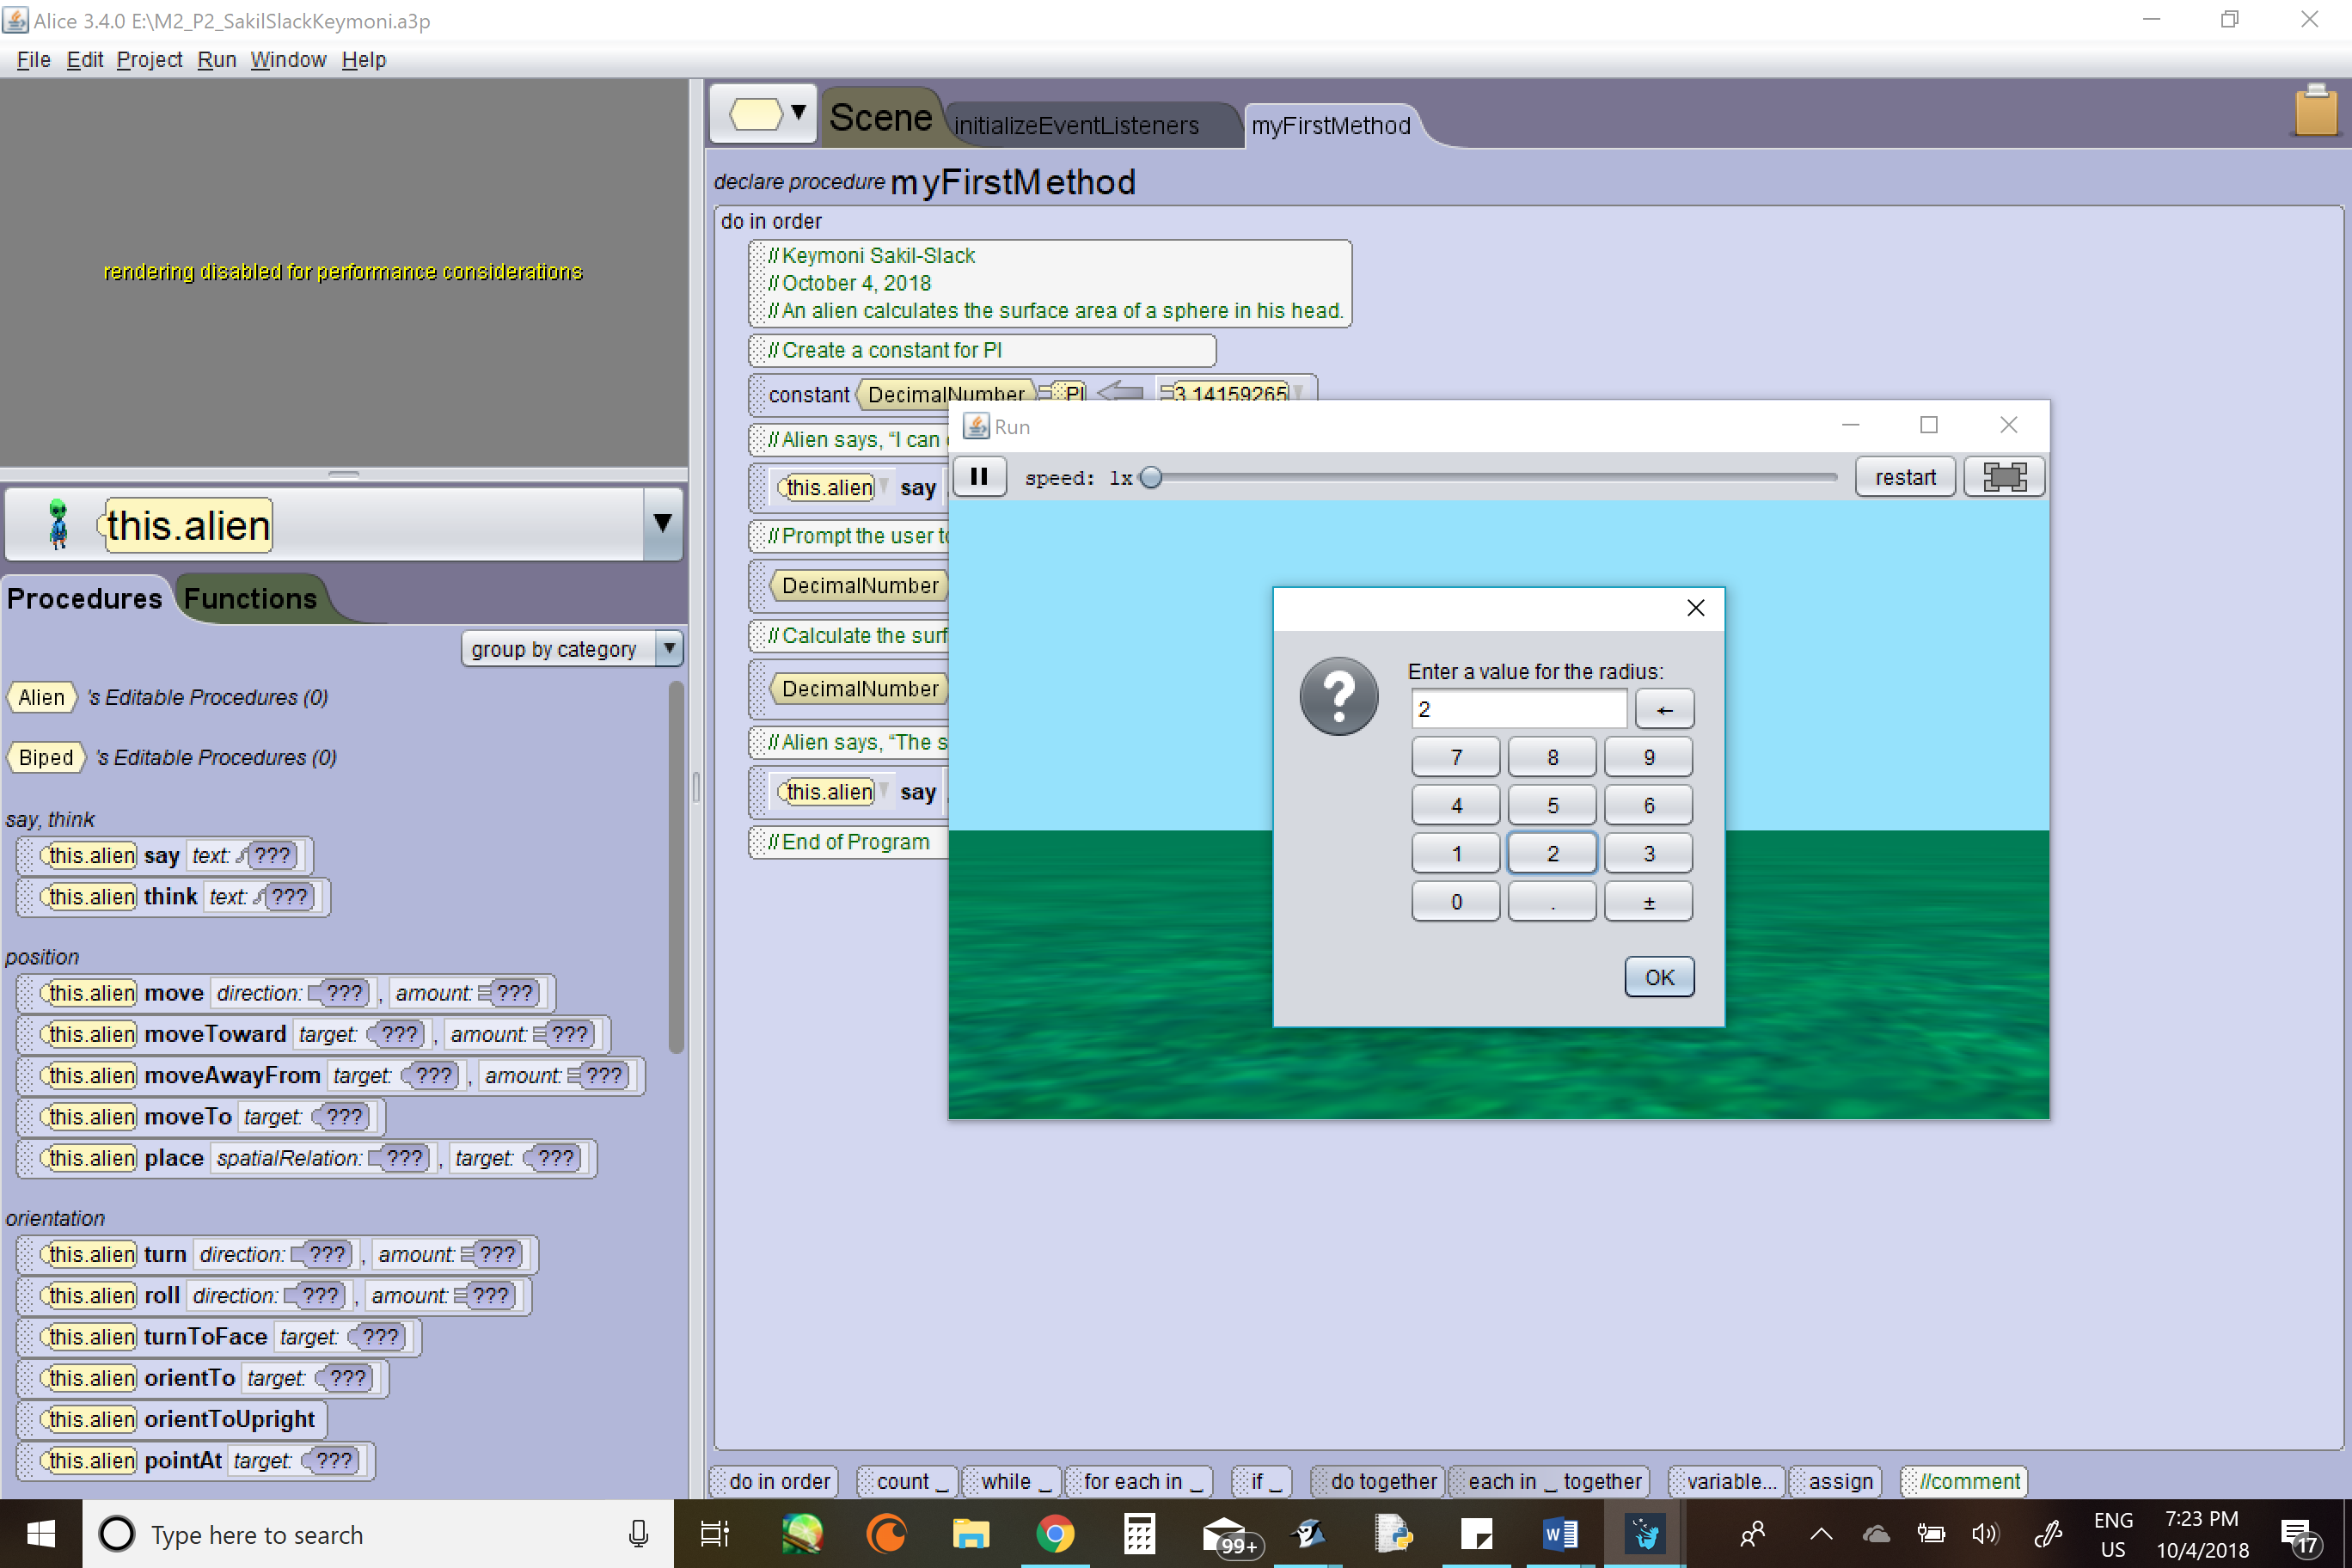 Alice 3.4.0 E:\M2_P2_SakilSlackKeymoni.a3p
File Edit Project Run Window Help
rendering disabled for performance considerations
this.alien
Procedures Functions
group by category
Alien 's Editable Procedures (0)
Biped 's Editable Procedures (0)
say, think
this.alien say text: ???
this.alien think text: ???
position
this.alien move direction: ??? , amount: ???
this.alien moveToward target: ??? , amount: ???
this.alien moveAwayFrom target: ??? , amount: ???
this.alien moveTo target: ???
this.alien place spatialRelation: ??? , target: ???
orientation
this.alien turn direction: ??? , amount: ???
this.alien roll direction: ??? , amount: ???
this.alien turnToFace target: ???
this.alien orientTo target: ???
this.alien orientToUpright
this.alien pointAt target: ???
Scene initializeEventListeners myFirstMethod
declare procedure myFirstMethod
do in order
//Keymoni Sakil-Slack
//October 4, 2018
//An alien calculates the surface area of a sphere in his head.
//Create a constant for PI
constant DecimalNumber PI 3.14159265
//Alien says, “I can
this.alien say
//Prompt the user to
DecimalNumber
//Calculate the surf
DecimalNumber
//Alien says, “The s
this.alien say
//End of Program
Run
speed: 1x restart
Enter a value for the radius:
2 ←
7 8 9
4 5 6
1 2 3
0 . ±
OK
do in order count _ while _ for each in _ if _ do together each in _ together variable... assign //comment
Type here to search
99+
ENG
US
7:23 PM
10/4/2018
17